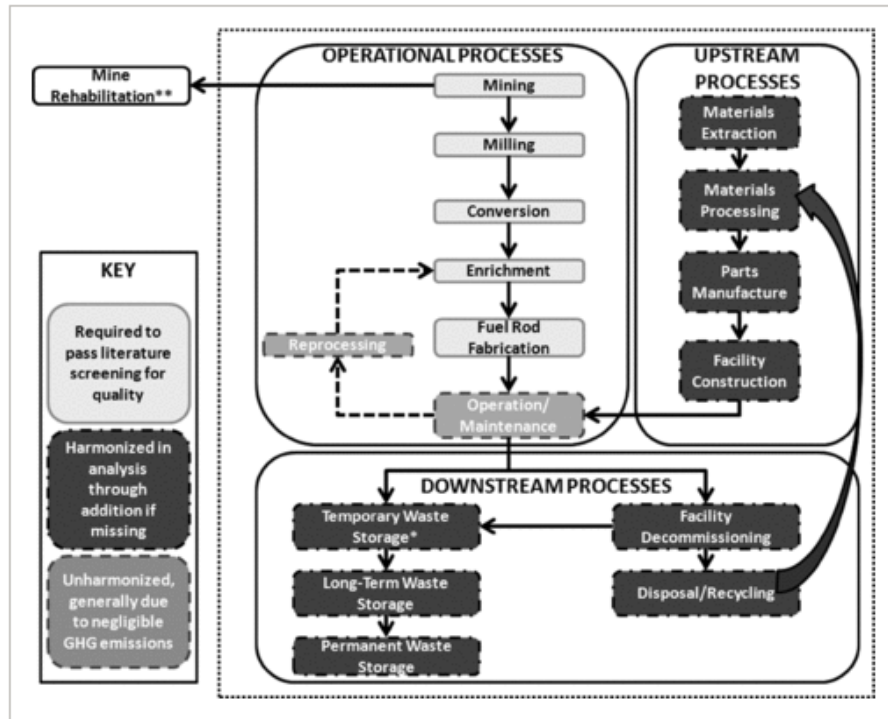 OPERATIONAL PROCESSES
Mining
Milling
Conversion
Enrichment
Fuel Rod
Fabrication
Reprocessing
Operation/
Maintenance
Mine
Rehabilitation**
UPSTREAM
PROCESSES
Materials
Extraction
Materials
Processing
Parts
Manufacture
Facility
Construction
KEY
Required to
pass literature
screening for
quality
Harmonized in
analysis
through
addition if
missing
Unharmonized,
generally due
to negligible
GHG emissions
DOWNSTREAM PROCESSES
Temporary Waste
Storage*
Long-Term Waste
Storage
Permanent Waste
Storage
Facility
Decommissioning
Disposal/Recycling